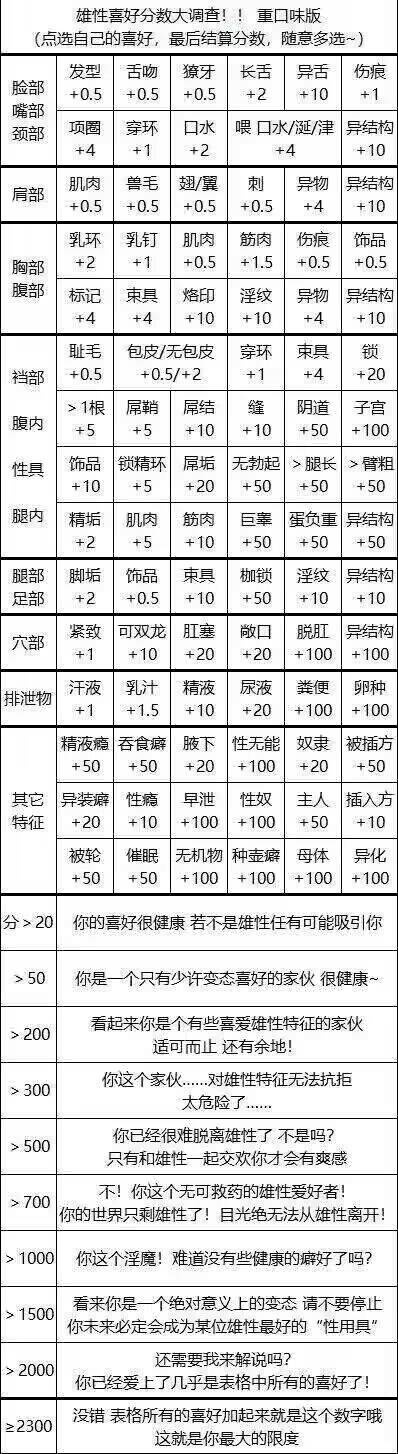 雄性喜好分数大调查！！ 重口味版
（点选自己的喜好，最后结算分数，随意多选~）
脸部
嘴部
颈部
发型 舌吻 獠牙 长舌 异舌 伤痕
+0.5 +0.5 +0.5 +2 +10 +1
项圈 穿环 口水 喂 口水/涎/津 异结构
+4 +1 +2 +4 +10
肩部
肌肉 兽毛 翅/翼 刺 异物 异结构
+0.5 +0.5 +0.5 +0.5 +4 +10
胸部
腹部
乳环 乳钉 肌肉 筋肉 伤痕 饰品
+2 +1 +0.5 +1.5 +0.5 +0.5
标记 束具 烙印 淫纹 异物 异结构
+4 +4 +10 +10 +4 +10
裆部
腹内
性具
腿内
耻毛 包皮/无包皮 穿环 束具 锁
+0.5 +0.5/+2 +1 +4 +20
＞1根 屌鞘 屌结 缝 阴道 子宫
+5 +5 +10 +10 +50 +100
饰品 锁精环 屌垢 无勃起 ＞腿长 ＞臂粗
+10 +5 +20 +50 +50 +50
精垢 肌肉 筋肉 巨睾 蛋负重 异结构
+2 +5 +10 +50 +50 +50
腿部
足部
脚垢 饰品 束具 枷锁 淫纹 异结构
+2 +0.5 +10 +50 +10 +10
穴部
紧致 可双龙 肛塞 敞口 脱肛 异结构
+1 +10 +20 +20 +100 +100
排泄物
汗液 乳汁 精液 尿液 粪便 卵种
+1 +1.5 +10 +20 +100 +100
其它
特征
精液瘾 吞食癖 腋下 性无能 奴隶 被插方
+50 +50 +20 +100 +20 +50
异装癖 性瘾 早泄 性奴 主人 插入方
+20 +10 +100 +100 +50 +10
被轮 催眠 无机物 种壶癖 母体 异化
+50 +50 +100 +100 +100 +100
分＞20 你的喜好很健康 若不是雄性任有可能吸引你
＞50 你是一个只有少许变态喜好的家伙 很健康~
＞200 看起来你是个有些喜爱雄性特征的家伙
适可而止 还有余地！
＞300 你这个家伙……对雄性特征无法抗拒
太危险了……
＞500 你已经很难脱离雄性了 不是吗？
只有和雄性一起交欢你才会有爽感
＞700 不！你这个无可救药的雄性爱好者！
你的世界只剩雄性了！目光绝无法从雄性离开！
＞1000 你这个淫魔！难道没有些健康的癖好了吗？
＞1500 看来你是一个绝对意义上的变态 请不要停止
你未来必定会成为某位雄性最好的“性用具”
＞2000 还需要我来解说吗？
你已经爱上了几乎是表格中所有的喜好了！
≥2300 没错 表格所有的喜好加起来就是这个数字哦
这就是你最大的限度